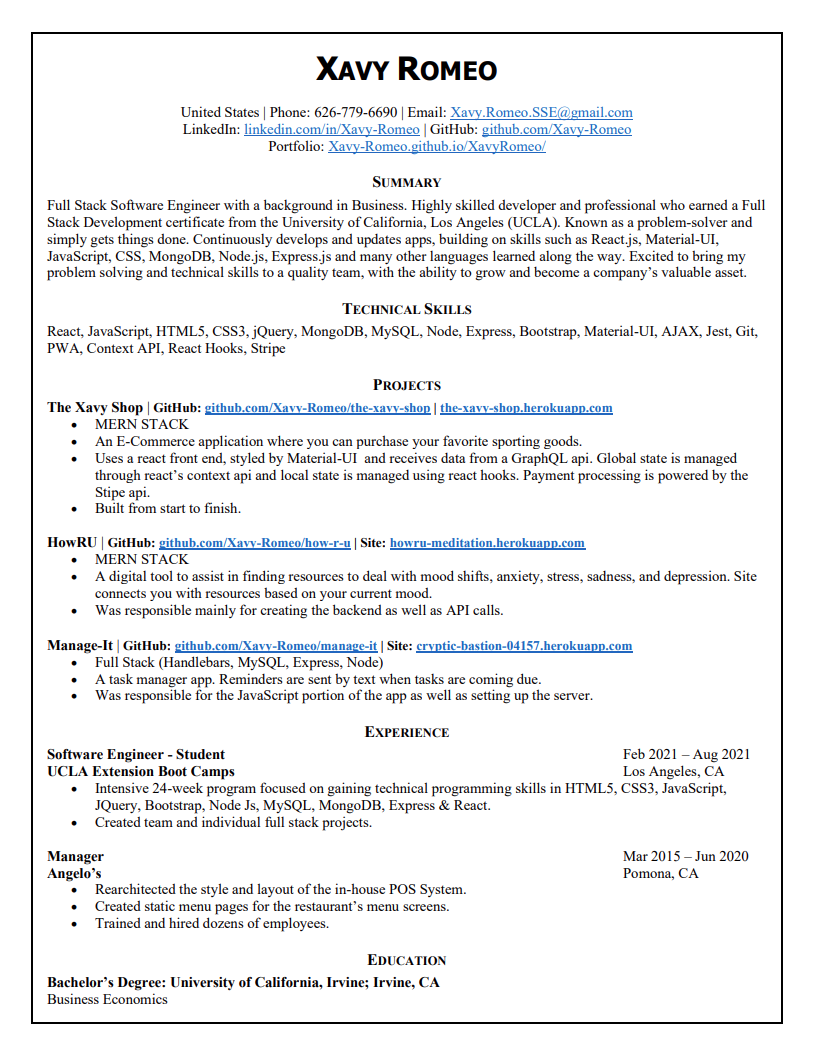 XAVY ROMEO
United States | Phone: 626-779-6690 | Email: Xavy.Romeo.SSE@gmail.com
LinkedIn: linkedin.com/in/Xavy-Romeo | GitHub: github.com/Xavy-Romeo
Portfolio: Xavy-Romeo.github.io/XavyRomeo/
SUMMARY
Full Stack Software Engineer with a background in Business. Highly skilled developer and professional who earned a Full
Stack Development certificate from the University of California, Los Angeles (UCLA). Known as a problem-solver and
simply gets things done. Continuously develops and updates apps, building on skills such as React.js, Material-UI,
JavaScript, CSS, MongoDB, Node.js, Express.js and many other languages learned along the way. Excited to bring my
problem solving and technical skills to a quality team, with the ability to grow and become a company’s valuable asset.
TECHNICAL SKILLS
React, JavaScript, HTML5, CSS3, jQuery, MongoDB, MySQL, Node, Express, Bootstrap, Material-UI, AJAX, Jest, Git,
PWA, Context API, React Hooks, Stripe
PROJECTS
The Xavy Shop | GitHub: github.com/Xavy-Romeo/the-xavy-shop | the-xavy-shop.herokuapp.com
• MERN STACK
• An E-Commerce application where you can purchase your favorite sporting goods.
• Uses a react front end, styled by Material-UI and receives data from a GraphQL api. Global state is managed
through react’s context api and local state is managed using react hooks. Payment processing is powered by the
Stipe api.
• Built from start to finish.
HowRU | GitHub: github.com/Xavy-Romeo/how-r-u | Site: howru-meditation.herokuapp.com
• MERN STACK
• A digital tool to assist in finding resources to deal with mood shifts, anxiety, stress, sadness, and depression. Site
connects you with resources based on your current mood.
• Was responsible mainly for creating the backend as well as API calls.
Manage-It | GitHub: github.com/Xavy-Romeo/manage-it | Site: cryptic-bastion-04157.herokuapp.com
• Full Stack (Handlebars, MySQL, Express, Node)
• A task manager app. Reminders are sent by text when tasks are coming due.
• Was responsible for the JavaScript portion of the app as well as setting up the server.
EXPERIENCE
Software Engineer - Student Feb 2021 – Aug 2021
UCLA Extension Boot Camps Los Angeles, CA
• Intensive 24-week program focused on gaining technical programming skills in HTML5, CSS3, JavaScript,
JQuery, Bootstrap, Node Js, MySQL, MongoDB, Express & React.
• Created team and individual full stack projects.
Manager Mar 2015 – Jun 2020
Angelo’s Pomona, CA
• Rearchitected the style and layout of the in-house POS System.
• Created static menu pages for the restaurant’s menu screens.
• Trained and hired dozens of employees.
EDUCATION
Bachelor’s Degree: University of California, Irvine; Irvine, CA
Business Economics